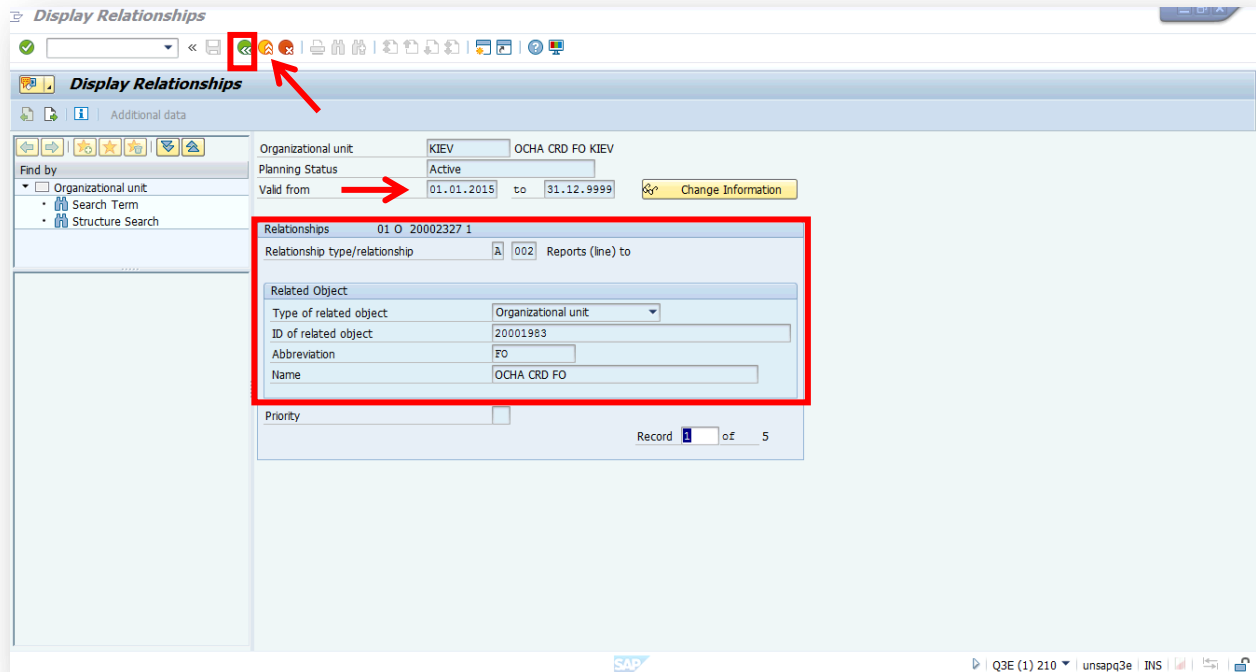 Display Relationships
Display Relationships
Additional data
Find by
Organizational unit
Search Term
Structure Search
Organizational unit KIEV OCHA CRD FO KIEV
Planning Status Active
Valid from 01.01.2015 to 31.12.9999 Change Information
Relationships 01 O 20002327 1
Relationship type/relationship A 002 Reports (line) to
Related Object
Type of related object Organizational unit
ID of related object 20001983
Abbreviation FO
Name OCHA CRD FO
Priority
Record 1 of 5
SAP
Q3E (1) 210 unsapq3e INS